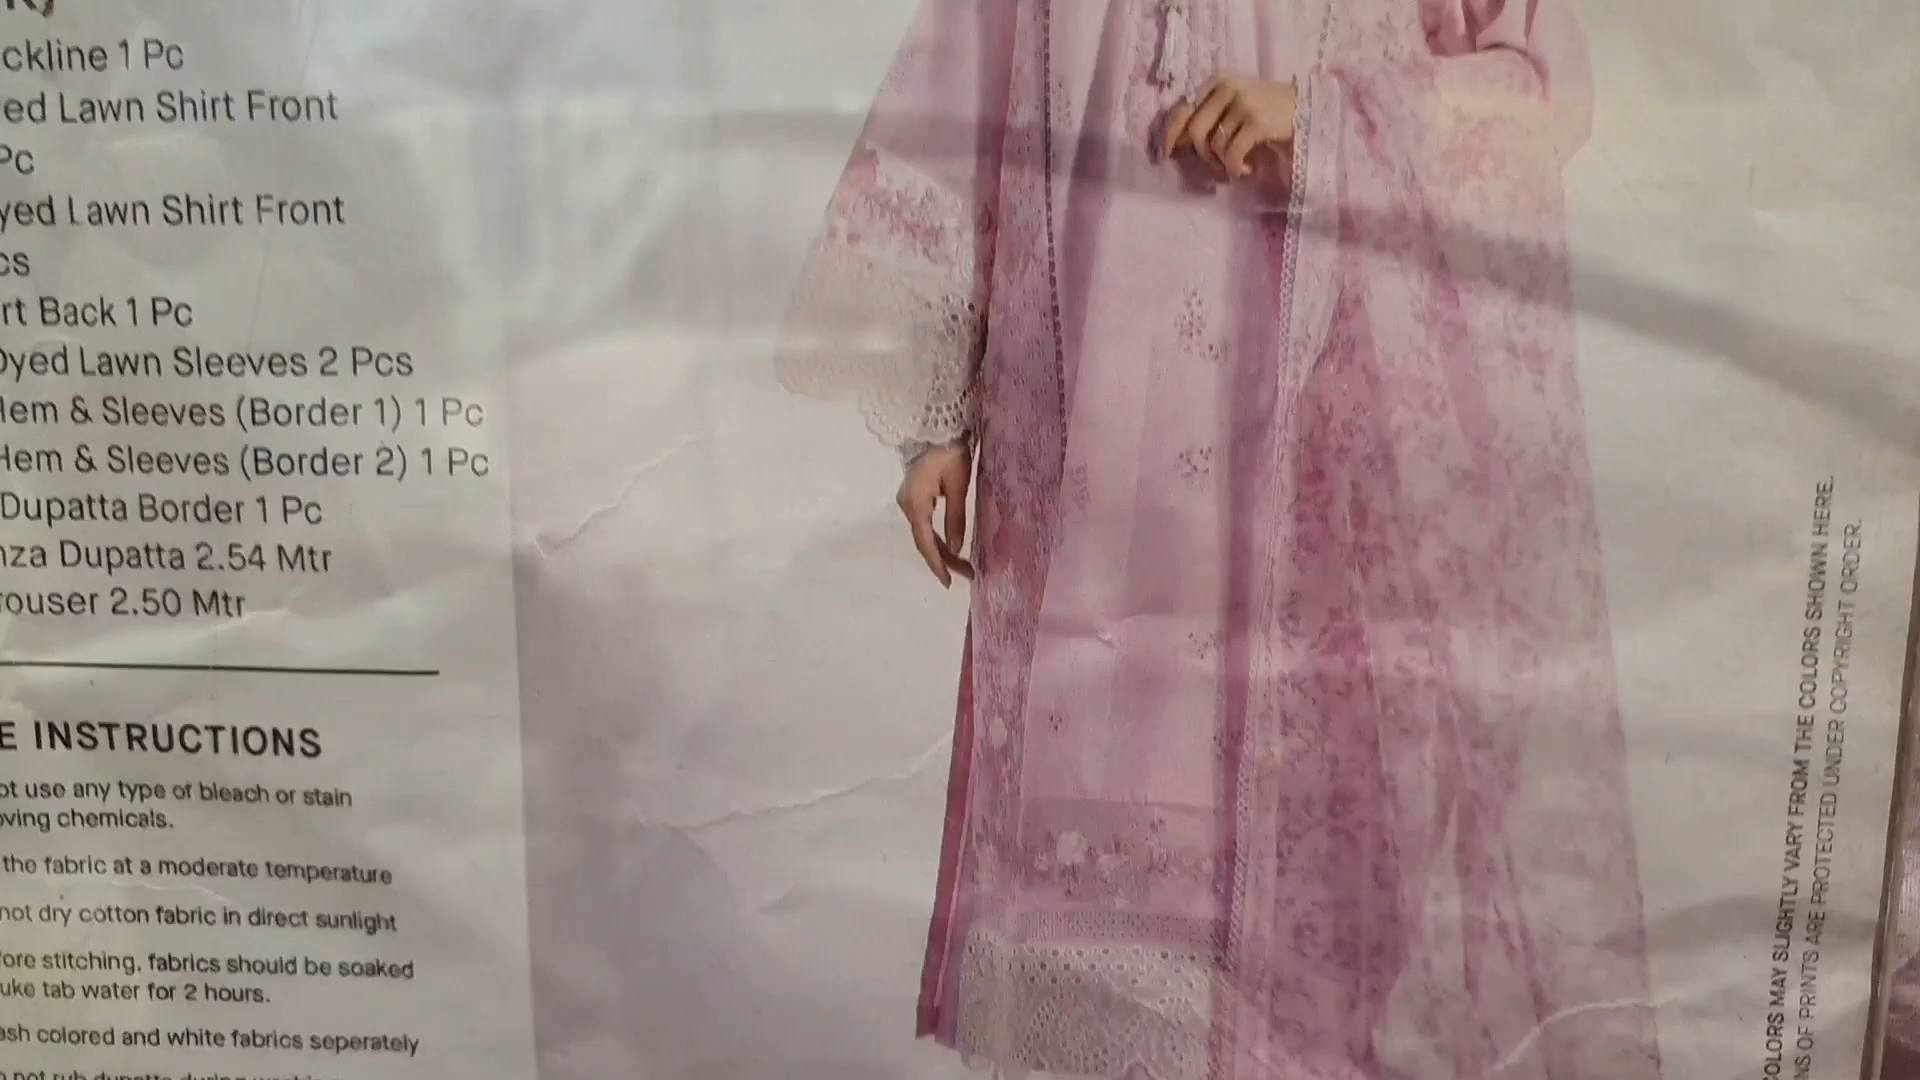 ckline 1 Pc
ed Lawn Shirt Front
Pc
yed Lawn Shirt Front
cs
rt Back 1 Pc
Dyed Lawn Sleeves 2 Pcs
Hem & Sleeves (Border 1) 1 Pc
Hem & Sleeves (Border 2) 1 Pc
Dupatta Border 1 Pc
nza Dupatta 2.54 Mtr
rouser 2.50 Mtr
E INSTRUCTIONS
ot use any type of bleach or stain
oving chemicals.
the fabric at a moderate temperature
not dry cotton fabric in direct sunlight
fore stitching, fabrics should be soaked
uke tab water for 2 hours.
ash colored and white fabrics seperately
not rub dupatta during
COLORS MAY SLIGHTLY VARY FROM THE COLORS SHOWN HERE.
NS OF PRINTS ARE PROTECTED UNDER COPYRIGHT ORDER.